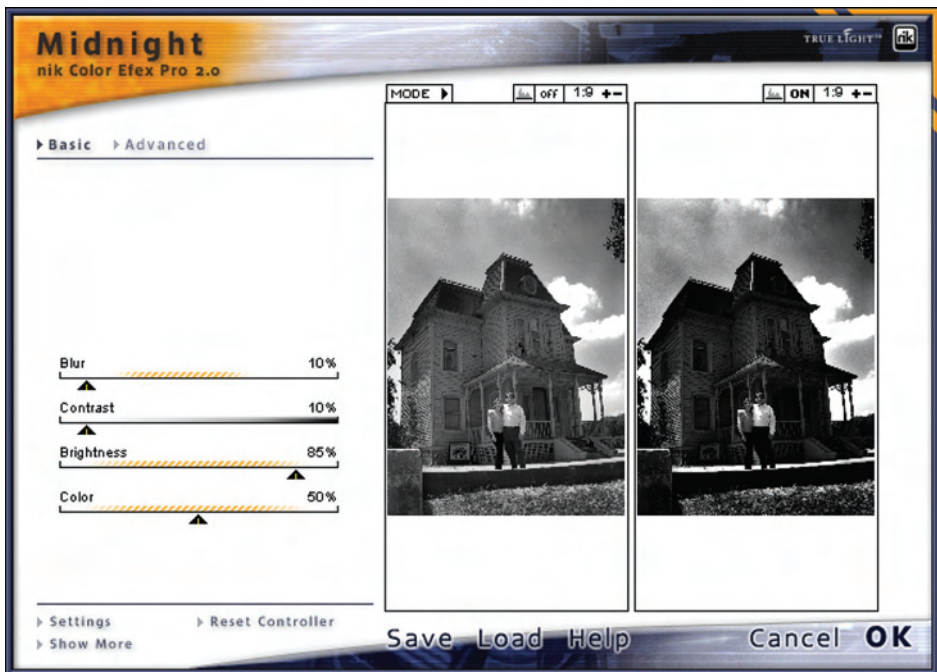 Midnight
nik Color Efex Pro 2.0
TRUE LIGHT™
nik
MODE
OFF 1:9 +-
ON 1:9 +-
Basic Advanced
Blur 10%
Contrast 10%
Brightness 85%
Color 50%
Settings Reset Controller
Show More
Save Load Help Cancel OK